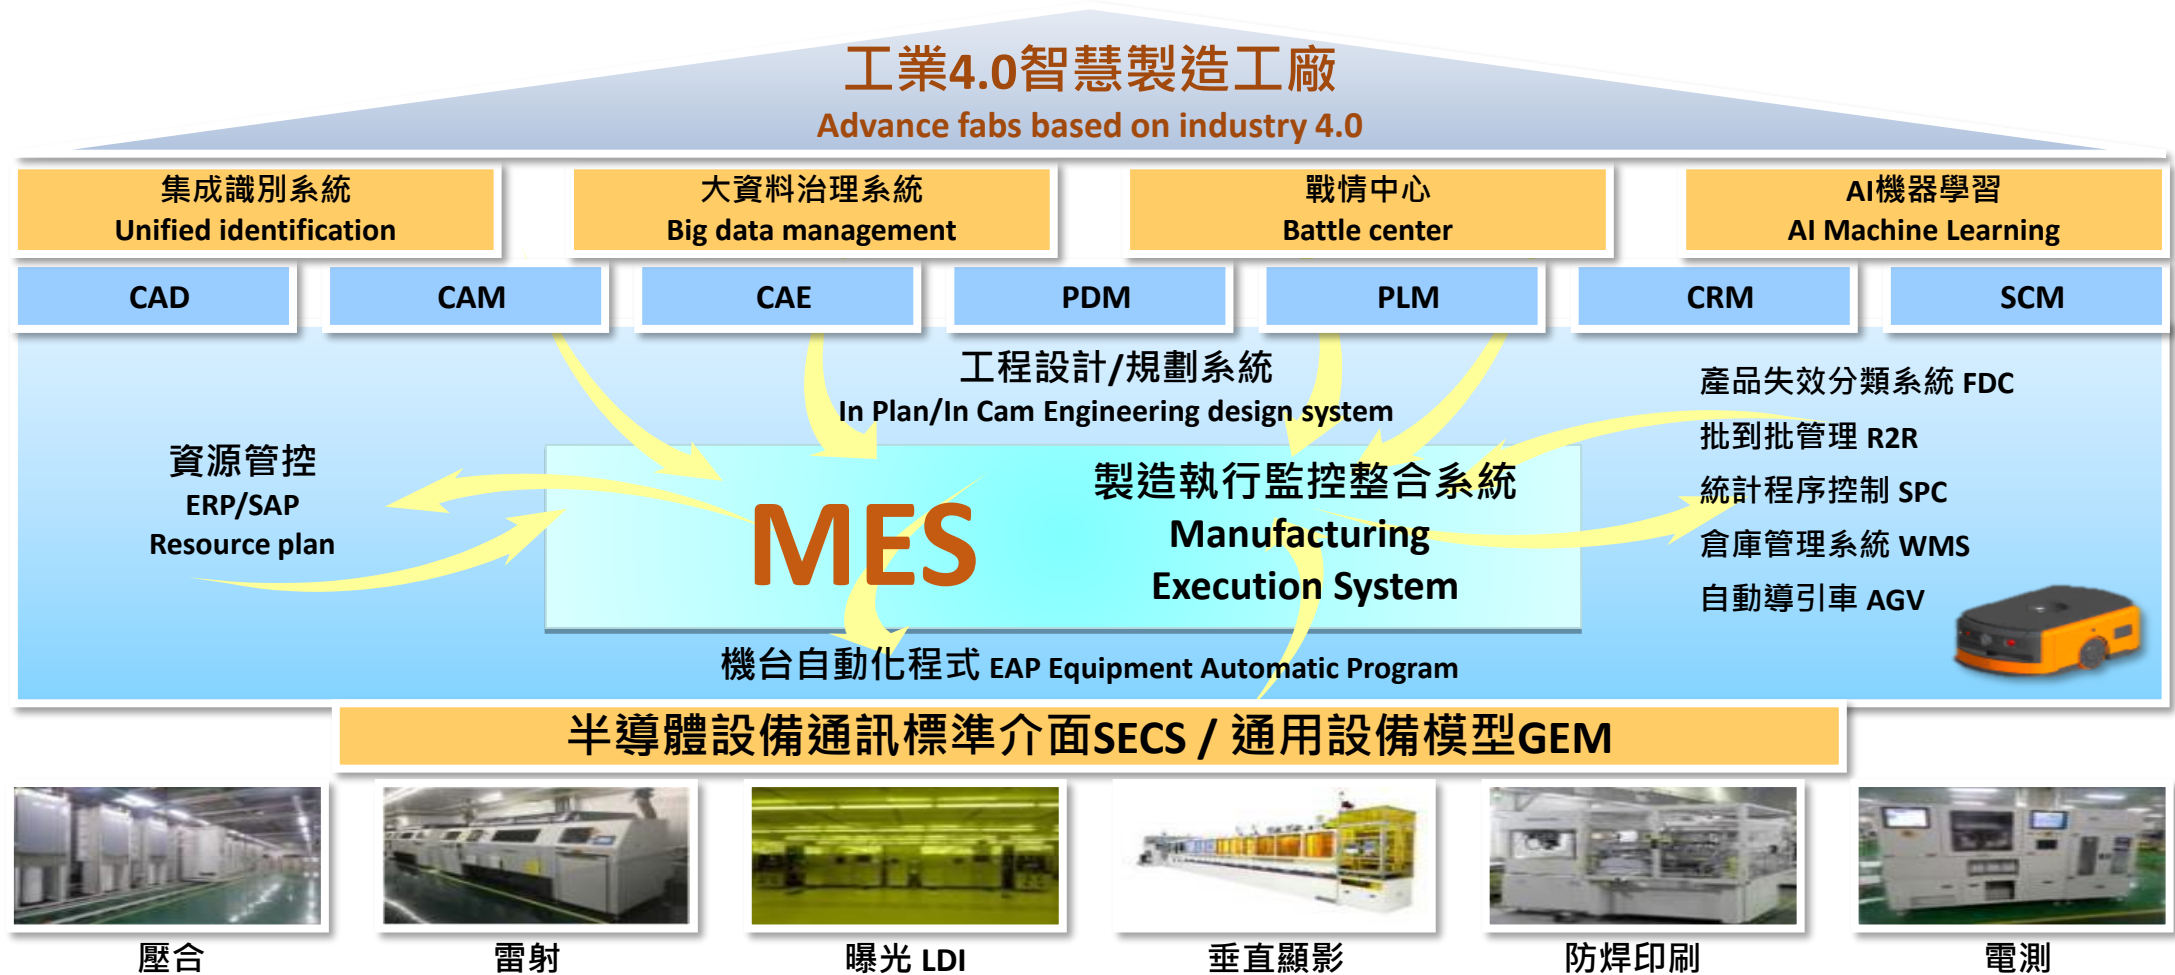 工業4.0智慧製造工廠
Advance fabs based on industry 4.0
集成識別系統
Unified identification
大資料治理系統
Big data management
戰情中心
Battle center
AI機器學習
AI Machine Learning
CAD
CAM
CAE
PDM
PLM
CRM
SCM
工程設計/規劃系統
In Plan/In Cam Engineering design system
資源管控
ERP/SAP
Resource plan
MES
製造執行監控整合系統
Manufacturing
Execution System
產品失效分類系統 FDC
批到批管理 R2R
統計程序控制 SPC
倉庫管理系統 WMS
自動導引車 AGV
機台自動化程式 EAP Equipment Automatic Program
半導體設備通訊標準介面SECS / 通用設備模型GEM
壓合
雷射
曝光 LDI
垂直顯影
防焊印刷
電測